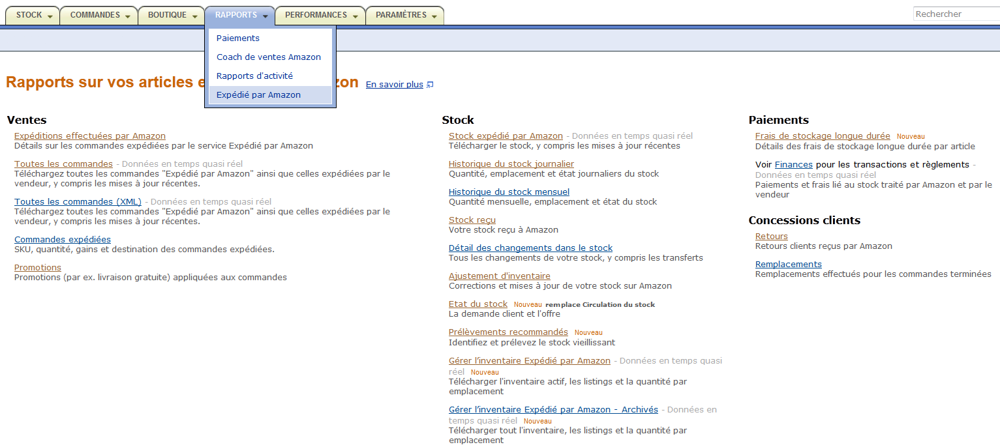 STOCK
COMMANDES
BOUTIQUE
RAPPORTS
PERFORMANCES
PARAMÈTRES
Rechercher
Paiements
Coach de ventes Amazon
Rapports d'activité
Expédié par Amazon
Rapports sur vos articles e
zon
En savoir plus
Ventes
Expéditions effectuées par Amazon
Détails sur les commandes expédiées par le service Expédié par Amazon
Toutes les commandes - Données en temps quasi réel
Téléchargez toutes les commandes "Expédié par Amazon" ainsi que celles expédiées par le
vendeur, y compris les mises à jour récentes.
Toutes les commandes (XML) - Données en temps quasi réel
Téléchargez toutes les commandes "Expédié par Amazon" ainsi que celles expédiées par le
vendeur, y compris les mises à jour récentes.
Commandes expédiées
SKU, quantité, gains et destination des commandes expédiées.
Promotions
Promotions (par ex. livraison gratuite) appliquées aux commandes
Stock
Stock expédié par Amazon - Données en temps quasi réel
Téléchargez le stock, y compris les mises à jour récentes
Historique du stock journalier
Quantité, emplacement et état journaliers du stock
Historique du stock mensuel
Quantité mensuelle, emplacement et état du stock
Stock reçu
Votre stock reçu à Amazon
Détail des changements dans le stock
Tous les changements de votre stock, y compris les transferts
Ajustement d'inventaire
Corrections et mises à jour de votre stock sur Amazon
Etat du stock Nouveau remplace Circulation du stock
La demande client et l'offre
Prélèvements recommandés Nouveau
Identifiez et prélevez le stock vieillissant
Gérer l’inventaire Expédié par Amazon - Données en temps quasi
réel Nouveau
Télécharger l'inventaire actif, les listings et la quantité par
emplacement
Gérer l’inventaire Expédié par Amazon - Archivés - Données en
temps quasi réel Nouveau
Télécharger tout l'inventaire, les listings et la quantité par
emplacement
Paiements
Frais de stockage longue durée Nouveau
Détails des frais de stockage longue durée par article
Voir Finances pour les transactions et règlements -
Données en temps quasi réel
Paiements et frais lié au stock traité par Amazon et par le
vendeur
Concessions clients
Retours
Retours clients reçus par Amazon
Remplacements
Remplacements effectués pour les commandes terminées